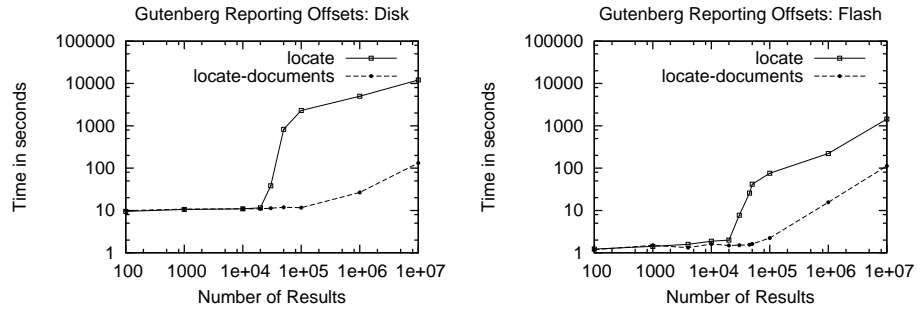 Gutenberg Reporting Offsets: Disk
100000
10000
1000
100
10
1
Time in seconds
locate
locate-documents
100 1000 1e+04 1e+05 1e+06 1e+07
Number of Results
Gutenberg Reporting Offsets: Flash
100000
10000
1000
100
10
1
Time in seconds
locate
locate-documents
100 1000 1e+04 1e+05 1e+06 1e+07
Number of Results